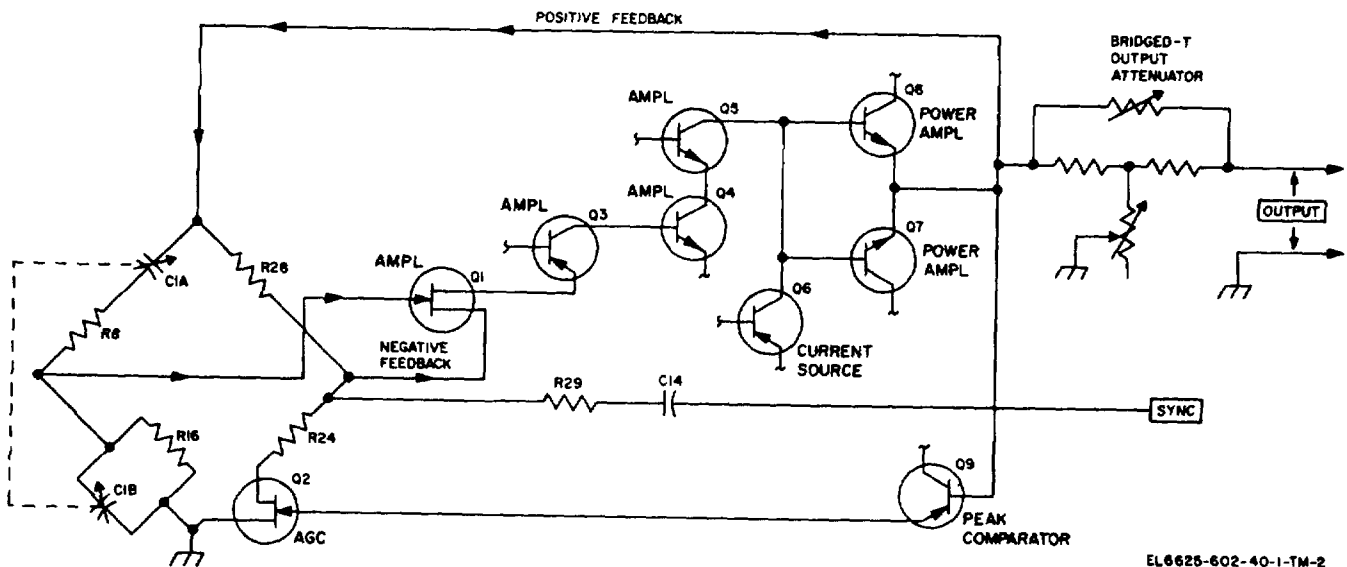 POSITIVE FEEDBACK
BRIDGED-T
OUTPUT
ATTENUATOR
AMPL
Q5
Q6
POWER
AMPL
AMPL
Q4
AMPL
Q3
Q7
POWER
AMPL
OUTPUT
C1A
R26
AMPL
Q1
R6
NEGATIVE
FEEDBACK
Q6
CURRENT
SOURCE
R29
C14
SYNC
R16
R24
C1B
Q2
AGC
Q9
PEAK
COMPARATOR
EL6625-602-40-1-TM-2